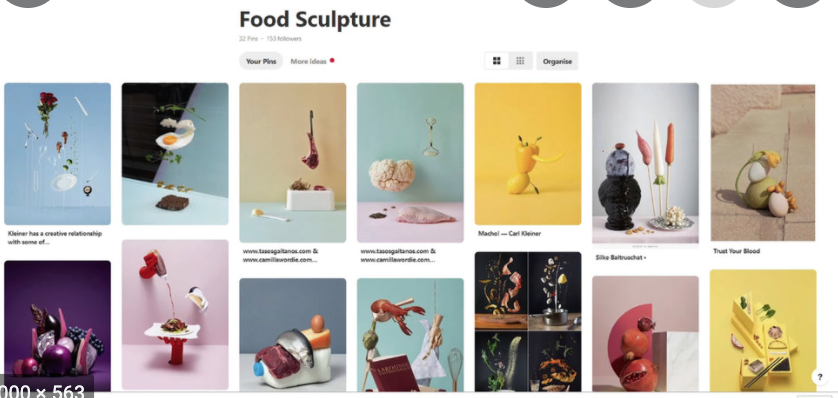 Food Sculpture
32 Pins · 153 followers
Your Pins
More ideas
Organise
Kleiner has a creative relationship
with some of...
www.tasosgaitanos.com &
www.camillawordie.com...
www.tasosgaitanos.com &
www.camillawordie.com...
Macho! — Carl Kleiner
Silke Baltruschat •
Trust Your Blood
?
000 × 563